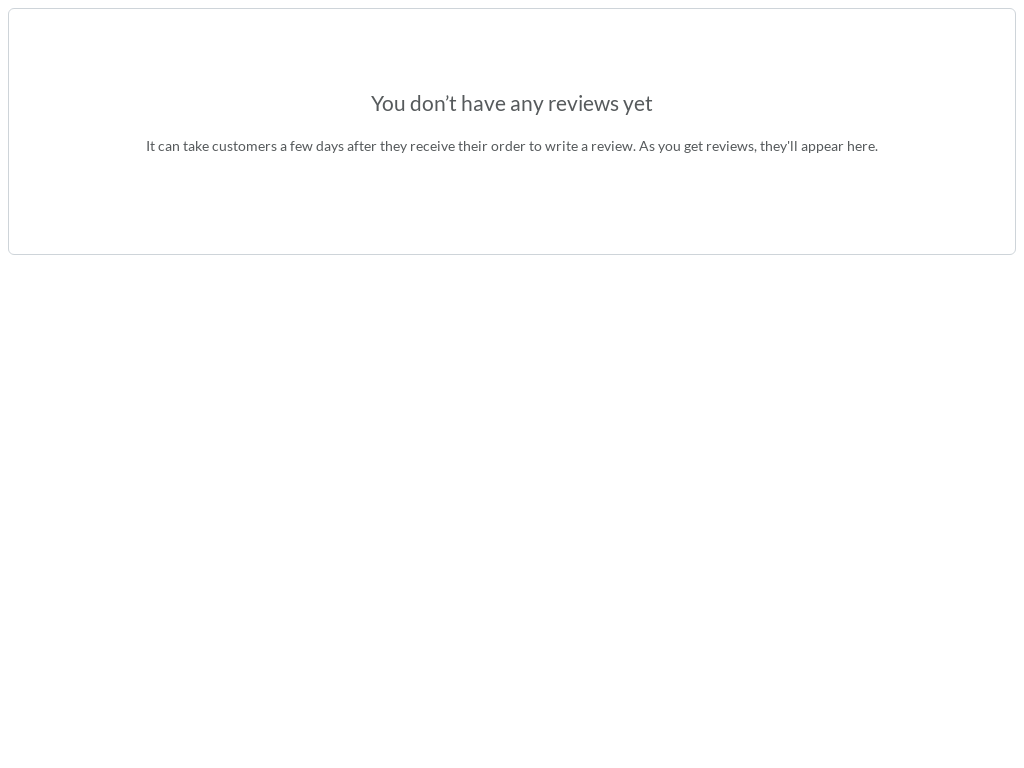 You don’t have any reviews yet
It can take customers a few days after they receive their order to write a review. As you get reviews, they'll appear here.